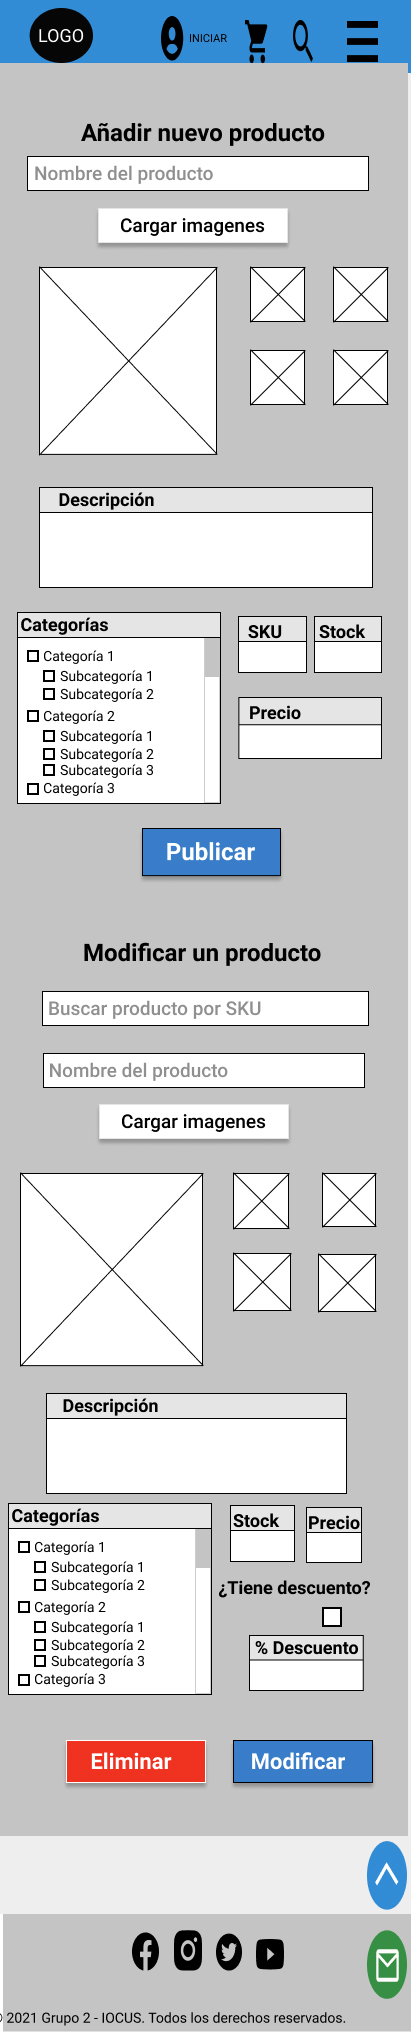 LOGO
INICIAR
Añadir nuevo producto
Nombre del producto
Cargar imagenes
Descripción
Categorías
Categoría 1
Subcategoría 1
Subcategoría 2
Categoría 2
Subcategoría 1
Subcategoría 2
Subcategoría 3
Categoría 3
SKU
Stock
Precio
Publicar
Modificar un producto
Buscar producto por SKU
Nombre del producto
Cargar imagenes
Descripción
Categorías
Categoría 1
Subcategoría 1
Subcategoría 2
Categoría 2
Subcategoría 1
Subcategoría 2
Subcategoría 3
Categoría 3
Stock
Precio
¿Tiene descuento?
% Descuento
Eliminar
Modificar
© 2021 Grupo 2 - IOCUS. Todos los derechos reservados.